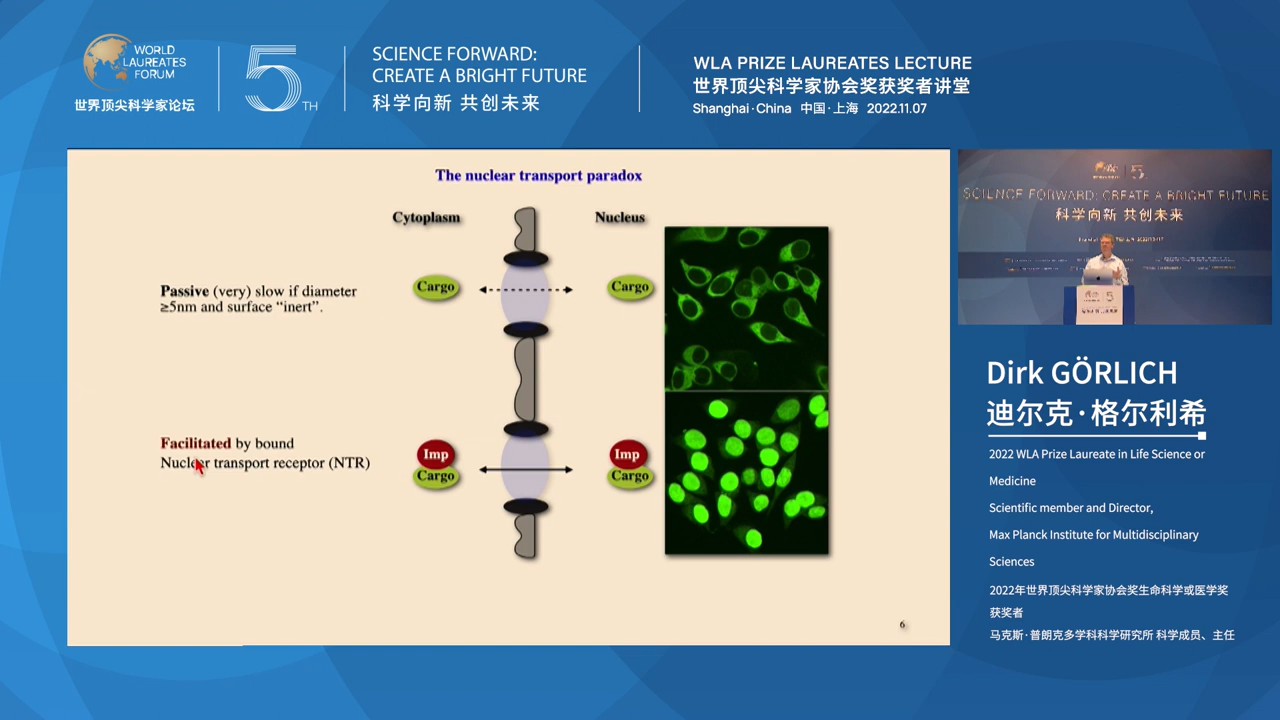 WORLD
LAUREATES
FORUM
世界顶尖科学家论坛
5TH
SCIENCE FORWARD:
CREATE A BRIGHT FUTURE
科学向新 共创未来
WLA PRIZE LAUREATES LECTURE
世界顶尖科学家协会奖获奖者讲堂
Shanghai·China 中国·上海 2022.11.07
The nuclear transport paradox
Cytoplasm
Nucleus
Passive (very) slow if diameter
≥5nm and surface “inert”.
Cargo
Cargo
Facilitated by bound
Nuclear transport receptor (NTR)
Imp
Cargo
Imp
Cargo
6
SCIENCE FORWARD: CREATE A BRIGHT FUTURE
科学向新 共创未来
Dirk GÖRLICH
迪尔克·格尔利希
2022 WLA Prize Laureate in Life Science or
Medicine
Scientific member and Director,
Max Planck Institute for Multidisciplinary
Sciences
2022年世界顶尖科学家协会奖生命科学或医学奖
获奖者
马克斯·普朗克多学科科学研究所 科学成员、主任